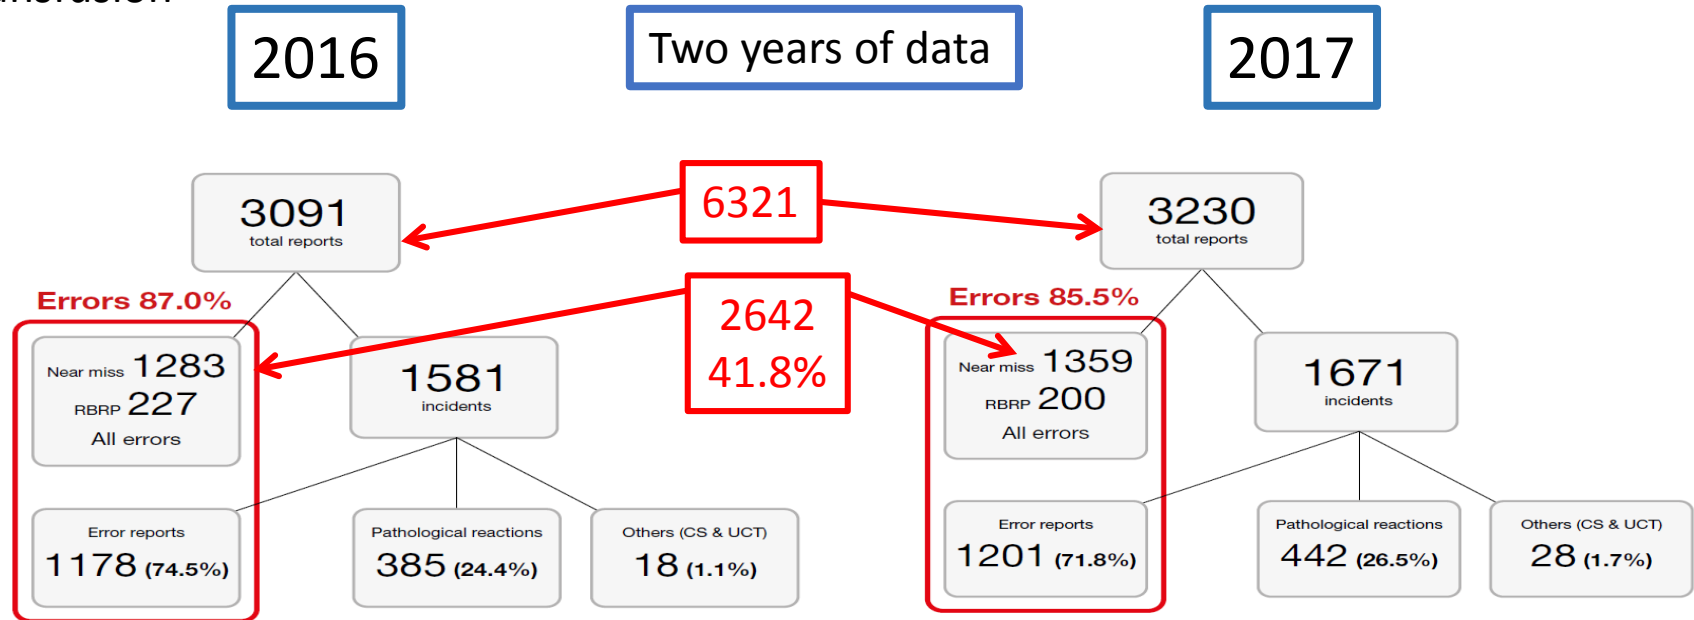 2016
Two years of data
2017
3091
total reports
6321
3230
total reports
Errors 87.0%
2642
41.8%
Errors 85.5%
Near miss 1283
RBRP 227
All errors
1581
incidents
Near miss 1359
RBRP 200
All errors
1671
incidents
Error reports
1178 (74.5%)
Pathological reactions
385 (24.4%)
Others (CS & UCT)
18 (1.1%)
Error reports
1201 (71.8%)
Pathological reactions
442 (26.5%)
Others (CS & UCT)
28 (1.7%)